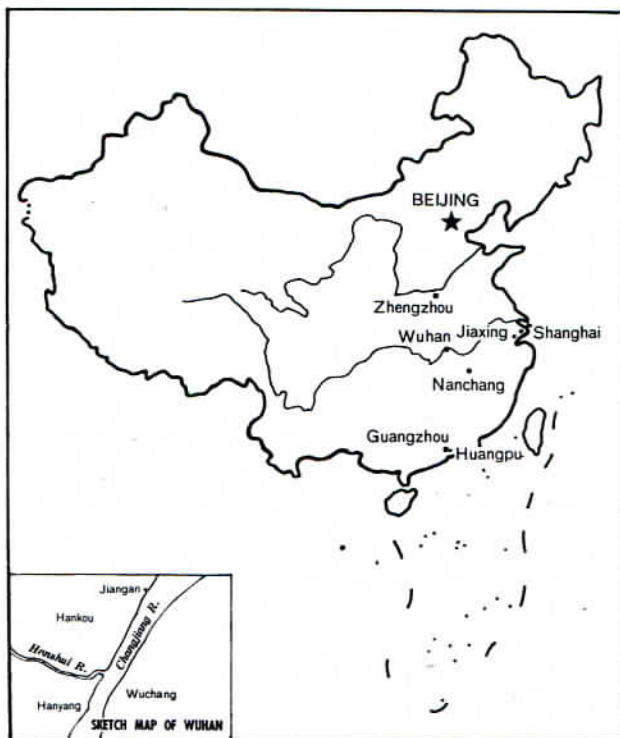 BEIJING
Zhengzhou
Wuhan
Jiaxing
Shanghai
Nanchang
Guangzhou
Huangpu
Jiangan
Hankou
Changjiang R.
Hanshui R.
Hanyang
Wuchang
SKETCH MAP OF WUHAN